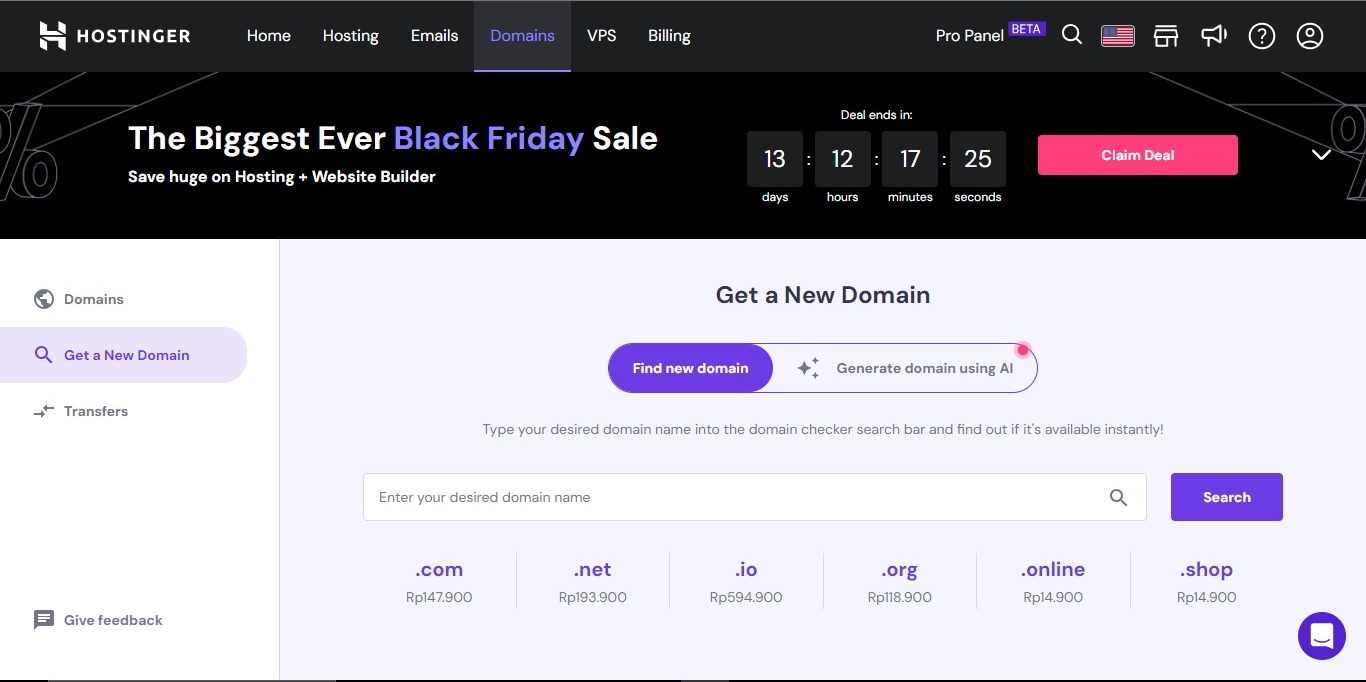 HOSTINGER
Home
Hosting
Emails
Domains
VPS
Billing
Pro Panel BETA
The Biggest Ever Black Friday Sale
Save huge on Hosting + Website Builder
Deal ends in:
13 : 12 : 17 : 25
days hours minutes seconds
Claim Deal
Domains
Get a New Domain
Transfers
Give feedback
Get a New Domain
Find new domain
Generate domain using AI
Type your desired domain name into the domain checker search bar and find out if it's available instantly!
Enter your desired domain name
Search
.com
Rp147.900
.net
Rp193.900
.io
Rp594.900
.org
Rp118.900
.online
Rp14.900
.shop
Rp14.900